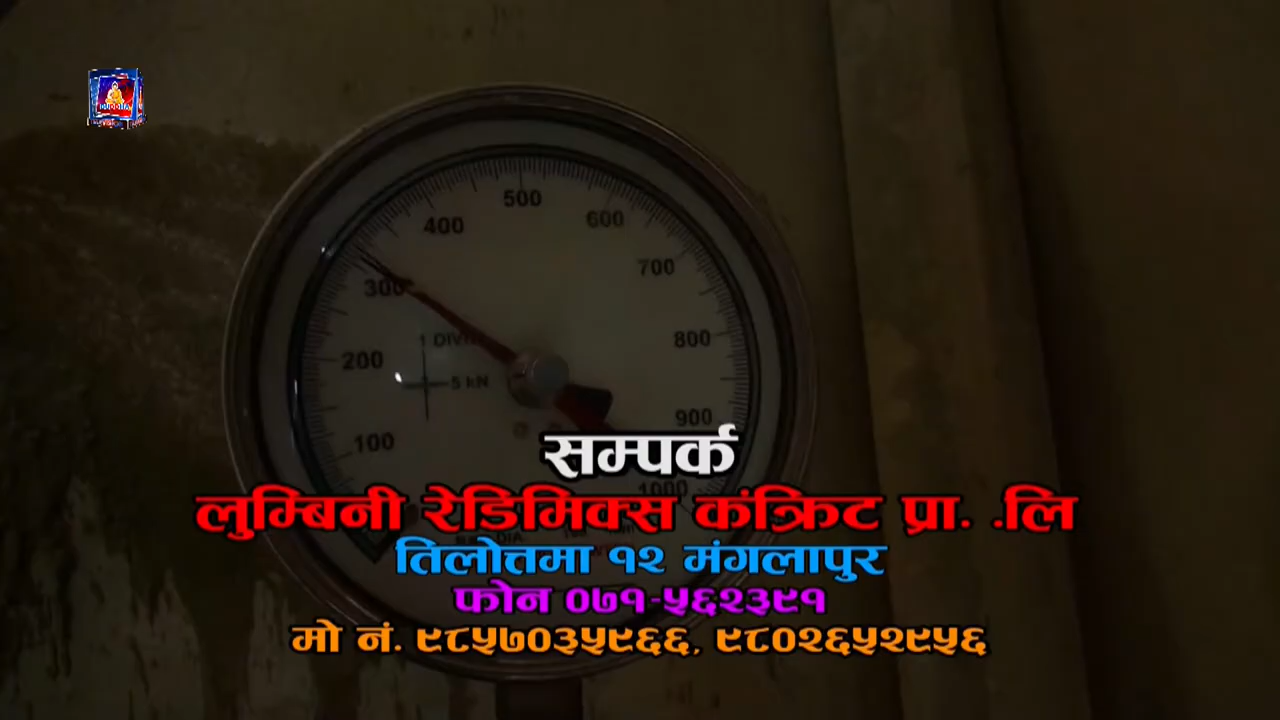 500
400
600
700
300
800
1 DIV
200
5 kN
900
100
सम्पर्क
1000
लुम्बिनी रेडिमिक्स कंक्रिट प्रा. .लि
तिलोत्तमा १२ मंगलापुर
फोन ०७१-५६२३९१
मो नं. ९८५७०३५९६६, ९८०२६५२९५६